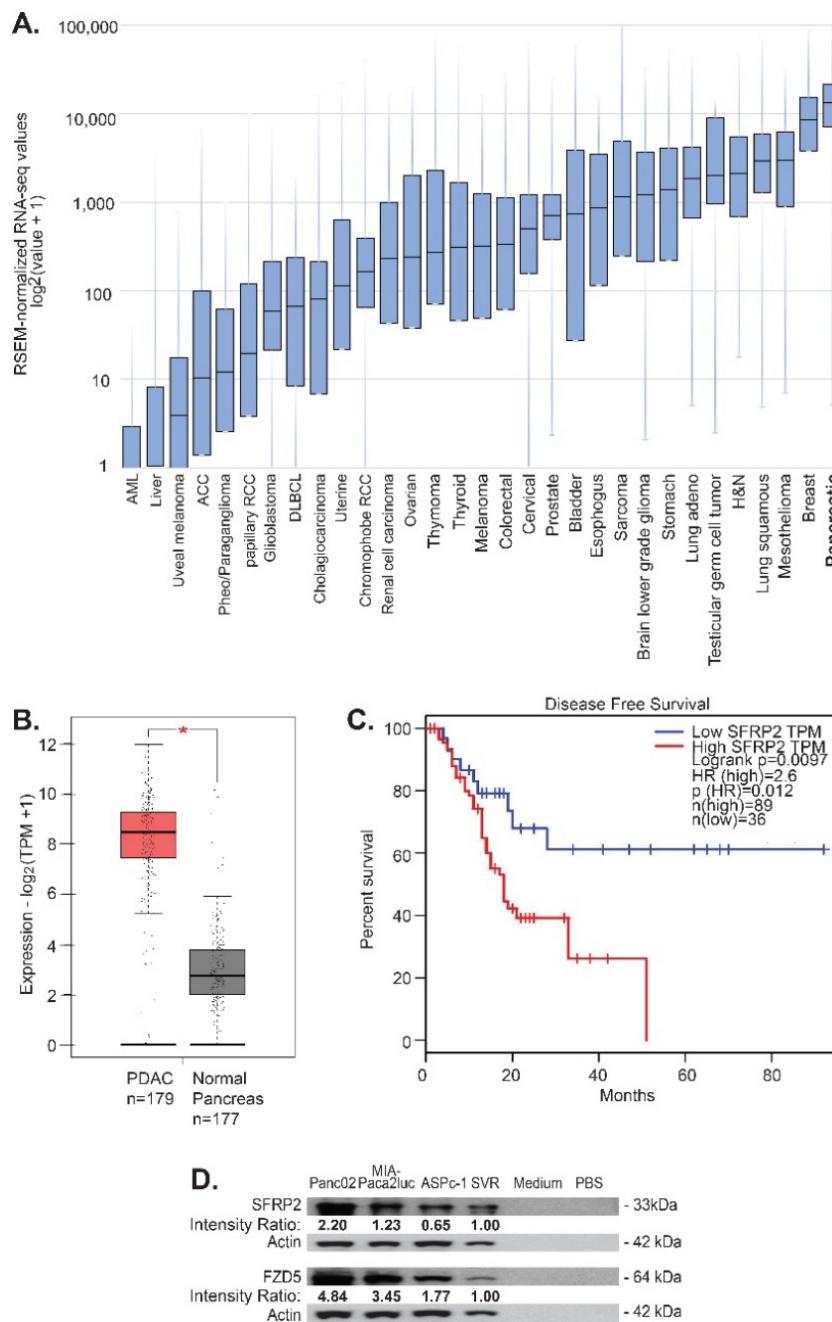 A.
RSEM-normalized RNA-seq values
log2(value + 1)
100,000
10,000
1,000
100
10
1
AML
Liver
Uveal melanoma
ACC
Pheo/Paraganglioma
papillary RCC
Glioblastoma
DLBCL
Cholagiocarcinoma
Uterine
Chromophobe RCC
Renal cell carcinoma
Ovarian
Thymoma
Thyroid
Melanoma
Colorectal
Cervical
Prostate
Bladder
Esophogus
Sarcoma
Brain lower grade glioma
Stomach
Lung adeno
Testicular germ cell tumor
H&N
Lung squamous
Mesothelioma
Breast
Pancreatic
B.
Expression - log2(TPM +1)
12
10
8
6
4
2
0
*
PDAC
n=179
Normal
Pancreas
n=177
C.
Disease Free Survival
Low SFRP2 TPM
High SFRP2 TPM
Logrank p=0.0097
HR (high)=2.6
p (HR)=0.012
n(high)=89
n(low)=36
Percent survival
100
80
60
40
20
0
0 20 40 60 80
Months
D.
Panc02 MIA-Paca2luc ASPc-1 SVR Medium PBS
SFRP2 - 33kDa
Intensity Ratio: 2.20 1.23 0.65 1.00
Actin - 42 kDa
FZD5 - 64 kDa
Intensity Ratio: 4.84 3.45 1.77 1.00
Actin - 42 kDa